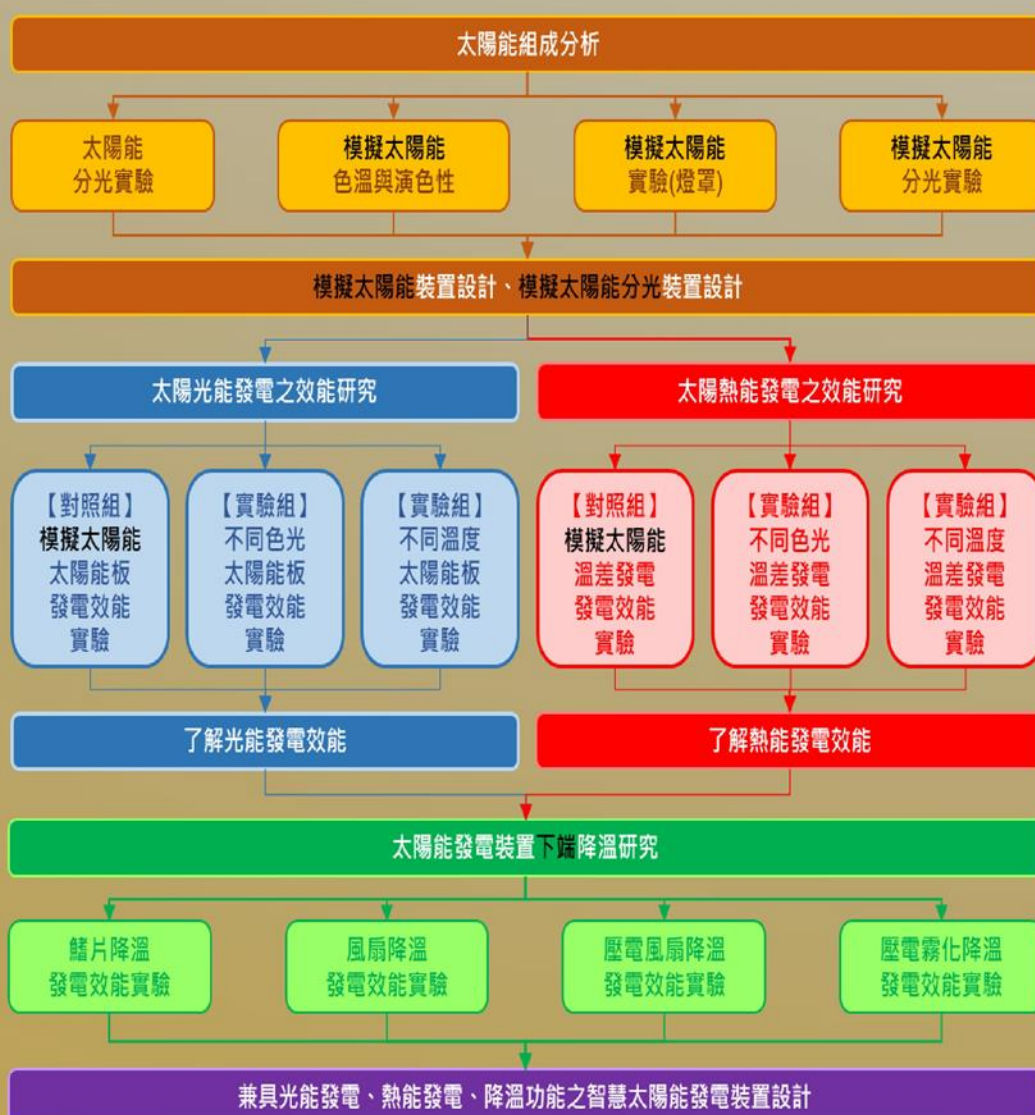 太陽能組成分析
太陽能
分光實驗
模擬太陽能
色溫與演色性
模擬太陽能
實驗(燈罩)
模擬太陽能
分光實驗
模擬太陽能裝置設計、模擬太陽能分光裝置設計
太陽光能發電之效能研究
太陽熱能發電之效能研究
【對照組】
模擬太陽能
太陽能板
發電效能
實驗
【實驗組】
不同色光
太陽能板
發電效能
實驗
【實驗組】
不同溫度
太陽能板
發電效能
實驗
【對照組】
模擬太陽能
溫差發電
發電效能
實驗
【實驗組】
不同色光
溫差發電
發電效能
實驗
【實驗組】
不同溫度
溫差發電
發電效能
實驗
了解光能發電效能
了解熱能發電效能
太陽能發電裝置下端降溫研究
鰭片降溫
發電效能實驗
風扇降溫
發電效能實驗
壓電風扇降溫
發電效能實驗
壓電霧化降溫
發電效能實驗
兼具光能發電、熱能發電、降溫功能之智慧太陽能發電裝置設計